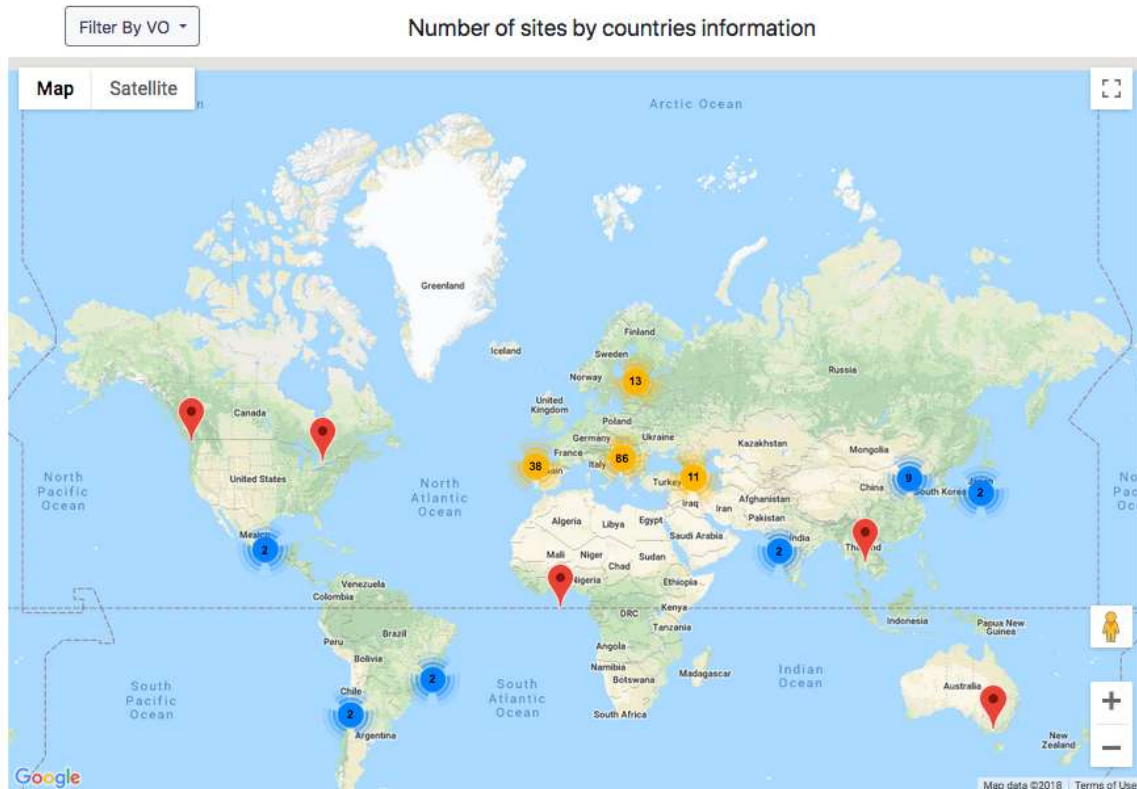 Filter By VO
Number of sites by countries information
Map
Satellite
Arctic Ocean
Greenland
Iceland
Finland
Sweden
Norway
13
Russia
United
Kingdom
Canada
Poland
Germany
Ukraine
France
Italy
86
38
Kazakhstan
Mongolia
North
Pacific
Ocean
United States
North
Atlantic
Ocean
Turkey
11
China
9
South Korea
Japan
2
Iraq
Iran
Afghanistan
Pakistan
Algeria
Libya
Egypt
Saudi Arabia
Mexico
2
India
2
Thailand
Mali
Niger
Chad
Sudan
Nigeria
Ethiopia
Venezuela
Colombia
DRC
Kenya
Tanzania
Indonesia
Papua New
Guinea
Peru
Brazil
Bolivia
Angola
Namibia
Botswana
Madagascar
Indian
Ocean
South
Pacific
Ocean
Chile
2
2
South
Atlantic
Ocean
Australia
South Africa
Argentina
New
Zealand
Google
Map data ©2018
Terms of Use